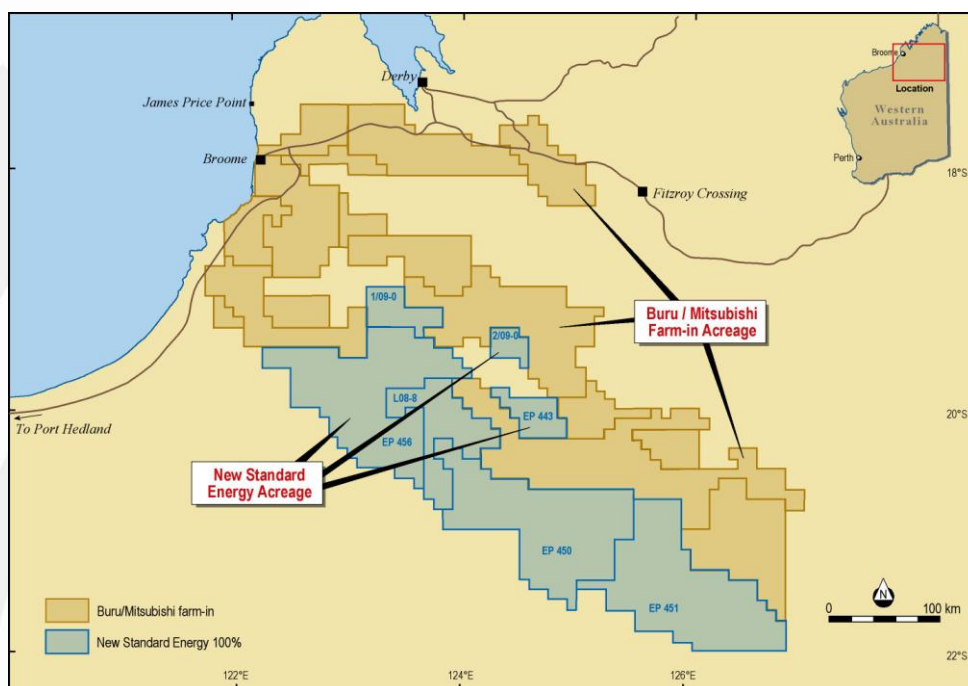 Derby
James Price Point
Broome
Fitzroy Crossing
Broome
Location
Western
Australia
Perth
18°S
1/09-0
2/09-0
Buru / Mitsubishi
Farm-in Acreage
L08-8
EP 443
EP 456
20°S
To Port Hedland
New Standard
Energy Acreage
EP 450
EP 451
N
0 100 km
Buru/Mitsubishi farm-in
New Standard Energy 100%
122°E
124°E
126°E
22°S